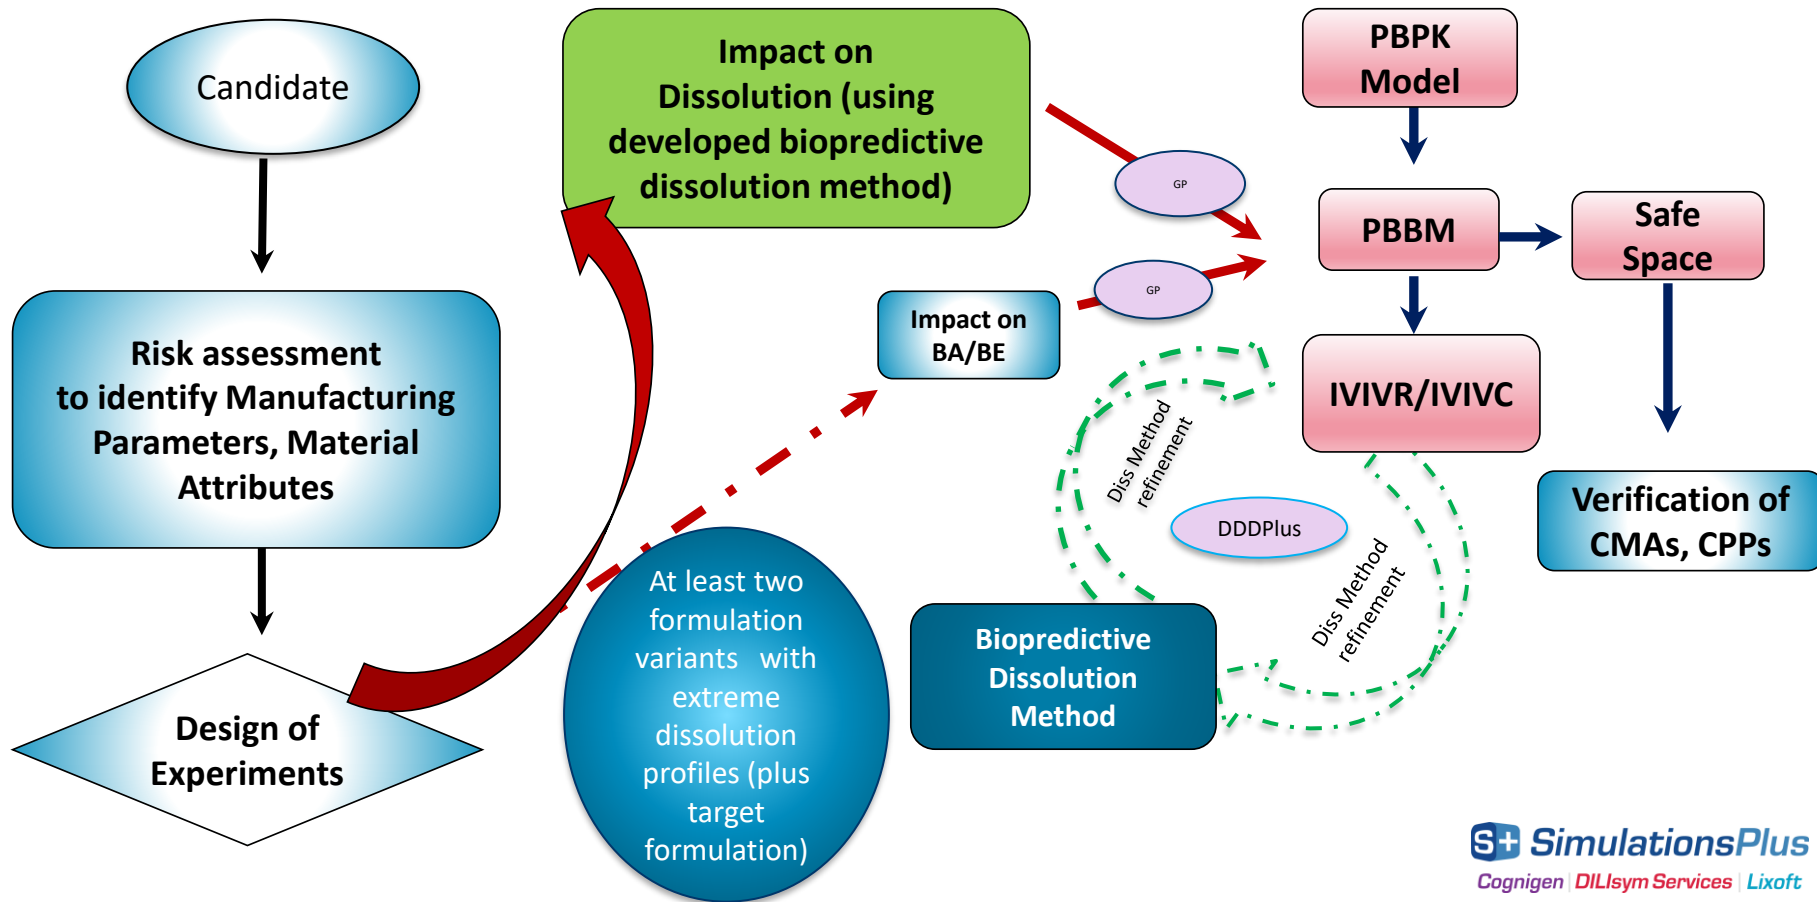 Candidate
Risk assessment
to identify Manufacturing
Parameters, Material
Attributes
Design of
Experiments
Impact on
Dissolution (using
developed biopredictive
dissolution method)
At least two
formulation
variants with
extreme
dissolution
profiles (plus
target
formulation)
Impact on
BA/BE
GP
GP
PBPK
Model
PBBM
Safe
Space
IVIVR/IVIVC
Verification of
CMAs, CPPs
Diss Method
refinement
DDDPlus
Diss Method
refinement
Biopredictive
Dissolution
Method
S+ SimulationsPlus
Cognigen | DILIsym Services | Lixoft